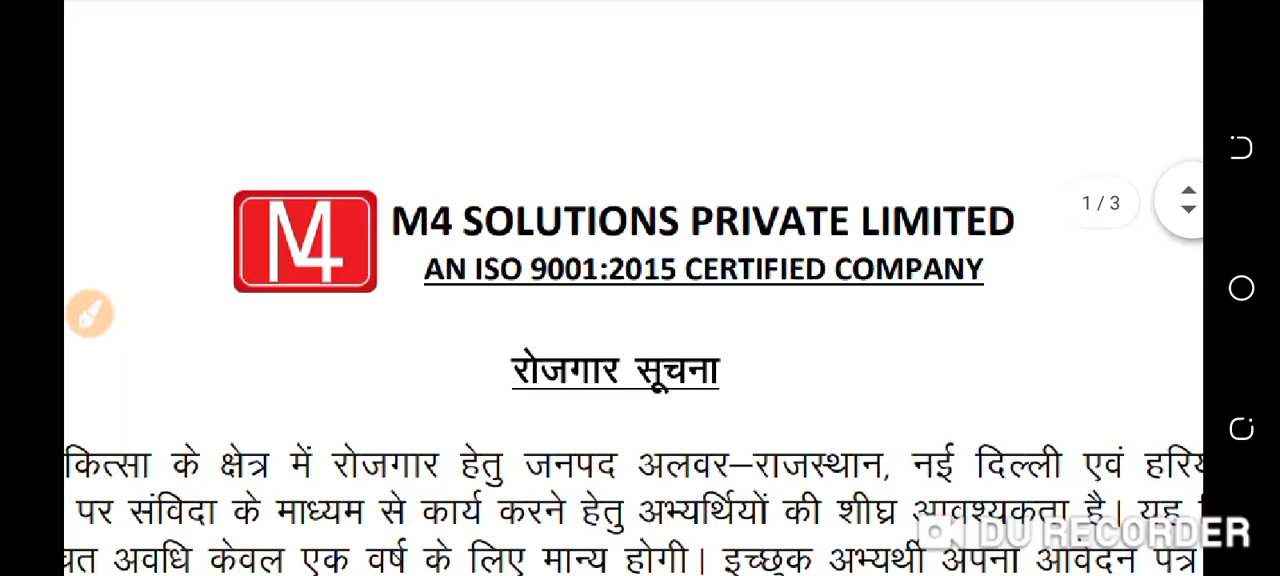 M4
M4 SOLUTIONS PRIVATE LIMITED
AN ISO 9001:2015 CERTIFIED COMPANY
1 / 3
रोजगार सूचना
कित्सा के क्षेत्र में रोजगार हेतु जनपद अलवर–राजस्थान, नई दिल्ली एवं
पर संविदा के माध्यम से कार्य करने हेतु अभ्यर्थियों की शीघ्र आवश्यकता है। यह
अवधि केवल एक वर्ष के लिए मान्य होगी। इच्छुक अभ्यर्थी अपना आवेदन पत्र
DU RECORDER